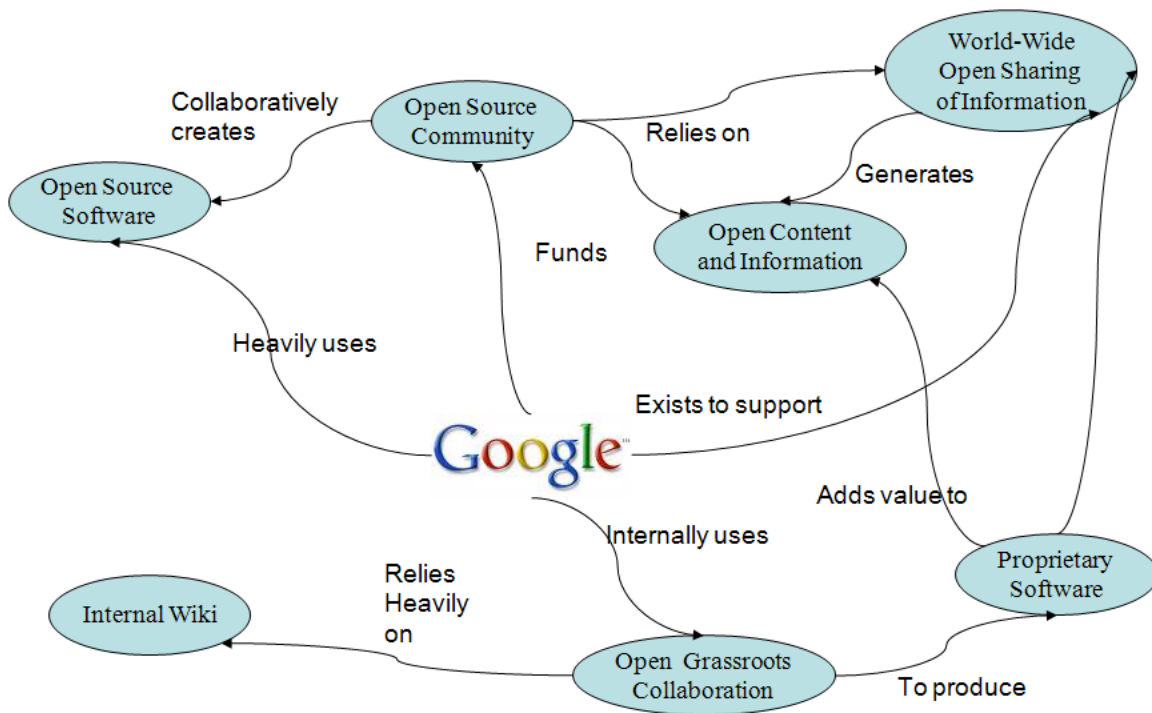 World-Wide
Open Sharing
of Information
Collaboratively
creates
Open Source
Community
Relies on
Open Source
Software
Generates
Open Content
and Information
Funds
Heavily uses
Exists to support
Google™
Adds value to
Internally uses
Proprietary
Software
Relies
Heavily
on
Internal Wiki
Open Grassroots
Collaboration
To produce